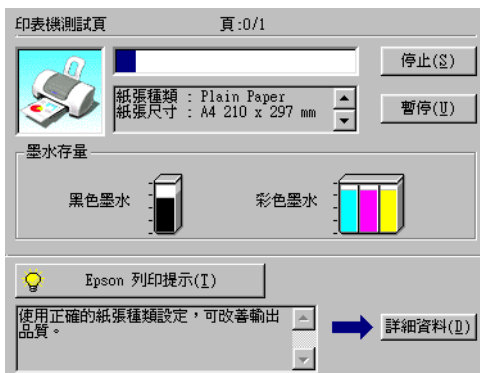 印表機測試頁 頁:0/1
停止(S)
紙張種類 : Plain Paper
紙張尺寸 : A4 210 x 297 mm
暫停(U)
墨水存量
黑色墨水 彩色墨水
Epson 列印提示(I)
使用正確的紙張種類設定，可改善輸出
品質。
詳細資料(D)